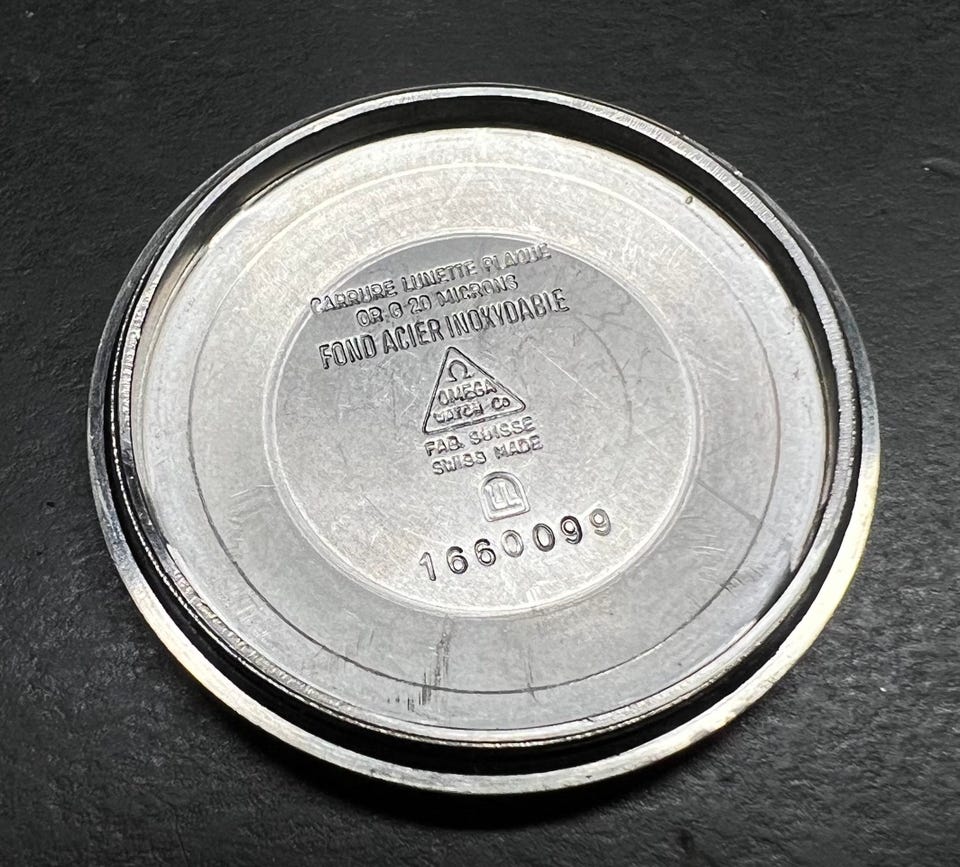 CARRURE LUNETTE PLAQUE
OR G 20 MICRONS
FOND ACIER INOXYDABLE
Ω
OMEGA
WATCH CO
FAB. SUISSE
SWISS MADE
1660099